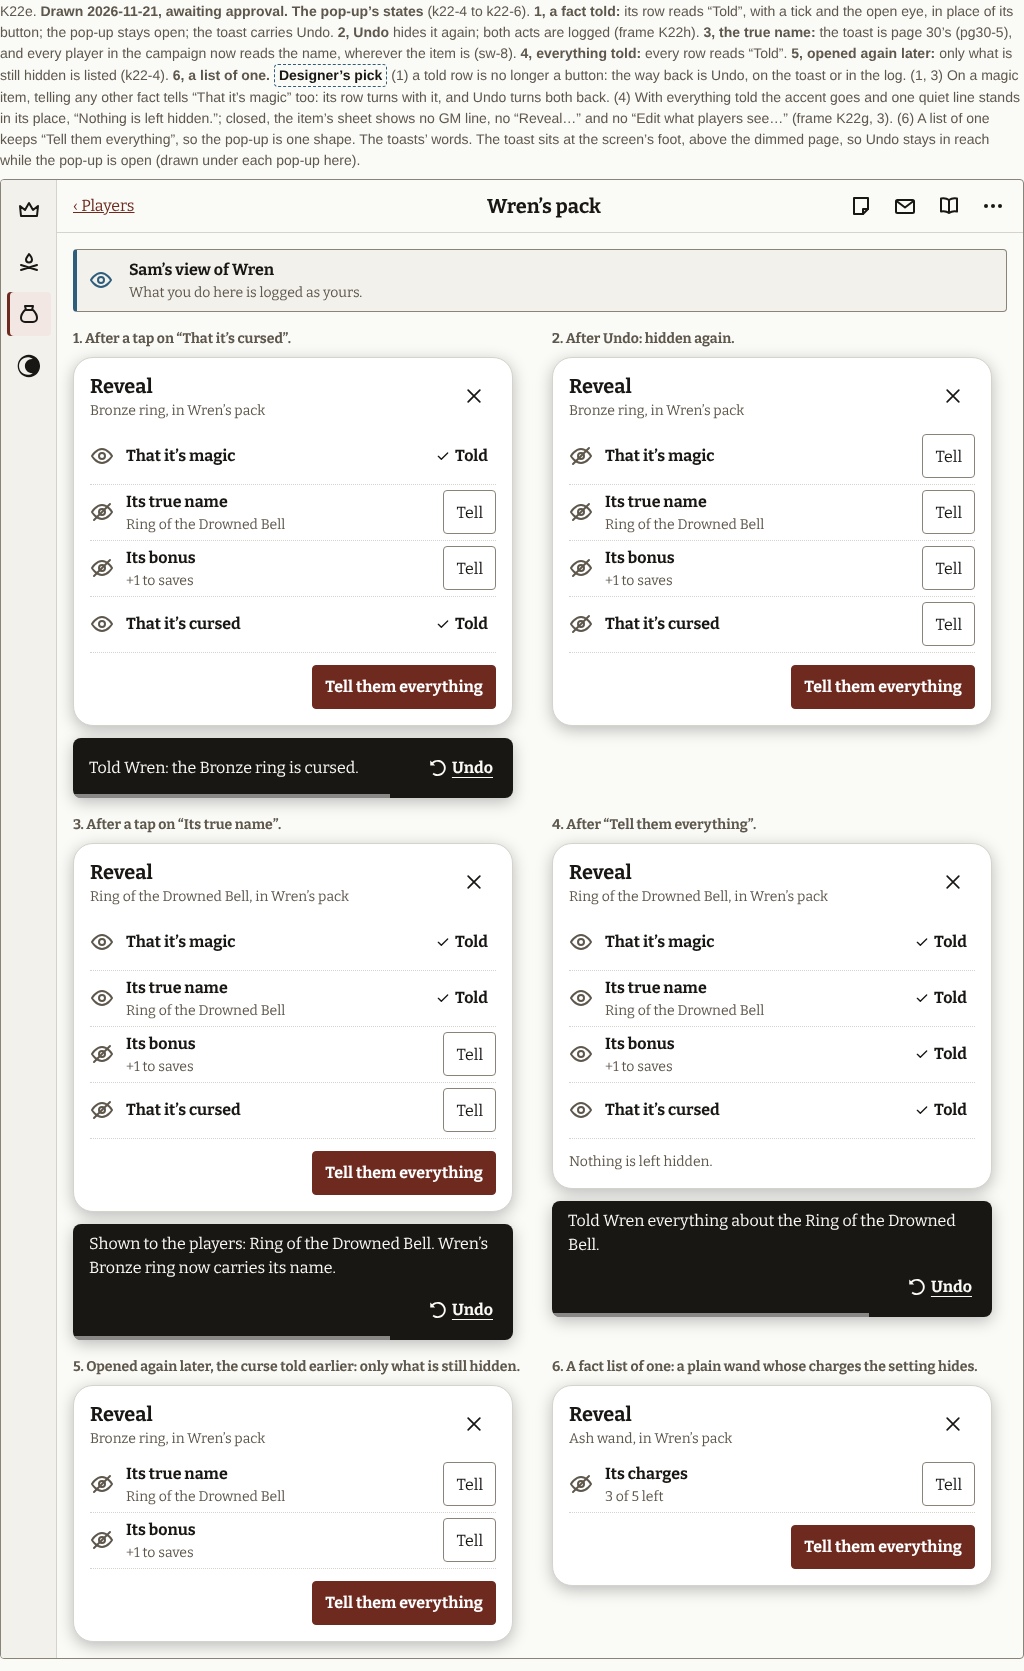 K22e. Drawn 2026-11-21, awaiting approval. The pop-up’s states (k22-4 to k22-6). 1, a fact told: its row reads “Told”, with a tick and the open eye, in place of its
button; the pop-up stays open; the toast carries Undo. 2, Undo hides it again; both acts are logged (frame K22h). 3, the true name: the toast is page 30’s (pg30-5),
and every player in the campaign now reads the name, wherever the item is (sw-8). 4, everything told: every row reads “Told”. 5, opened again later: only what is
still hidden is listed (k22-4). 6, a list of one. Designer’s pick (1) a told row is no longer a button: the way back is Undo, on the toast or in the log. (1, 3) On a magic
item, telling any other fact tells “That it’s magic” too: its row turns with it, and Undo turns both back. (4) With everything told the accent goes and one quiet line stands
in its place, “Nothing is left hidden.”; closed, the item’s sheet shows no GM line, no “Reveal…” and no “Edit what players see…” (frame K22g, 3). (6) A list of one
keeps “Tell them everything”, so the pop-up is one shape. The toasts’ words. The toast sits at the screen’s foot, above the dimmed page, so Undo stays in reach
while the pop-up is open (drawn under each pop-up here).
‹ Players
Wren’s pack
Sam’s view of Wren
What you do here is logged as yours.
1. After a tap on “That it’s cursed”.
Reveal
Bronze ring, in Wren’s pack
That it’s magic
Told
Its true name
Ring of the Drowned Bell
Tell
Its bonus
+1 to saves
Tell
That it’s cursed
Told
Tell them everything
Told Wren: the Bronze ring is cursed.
Undo
2. After Undo: hidden again.
Reveal
Bronze ring, in Wren’s pack
That it’s magic
Tell
Its true name
Ring of the Drowned Bell
Tell
Its bonus
+1 to saves
Tell
That it’s cursed
Tell
Tell them everything
3. After a tap on “Its true name”.
Reveal
Ring of the Drowned Bell, in Wren’s pack
That it’s magic
Told
Its true name
Ring of the Drowned Bell
Told
Its bonus
+1 to saves
Tell
That it’s cursed
Tell
Tell them everything
Shown to the players: Ring of the Drowned Bell. Wren’s
Bronze ring now carries its name.
Undo
4. After “Tell them everything”.
Reveal
Ring of the Drowned Bell, in Wren’s pack
That it’s magic
Told
Its true name
Ring of the Drowned Bell
Told
Its bonus
+1 to saves
Told
That it’s cursed
Told
Nothing is left hidden.
Told Wren everything about the Ring of the Drowned
Bell.
Undo
5. Opened again later, the curse told earlier: only what is still hidden.
Reveal
Bronze ring, in Wren’s pack
Its true name
Ring of the Drowned Bell
Tell
Its bonus
+1 to saves
Tell
Tell them everything
6. A fact list of one: a plain wand whose charges the setting hides.
Reveal
Ash wand, in Wren’s pack
Its charges
3 of 5 left
Tell
Tell them everything